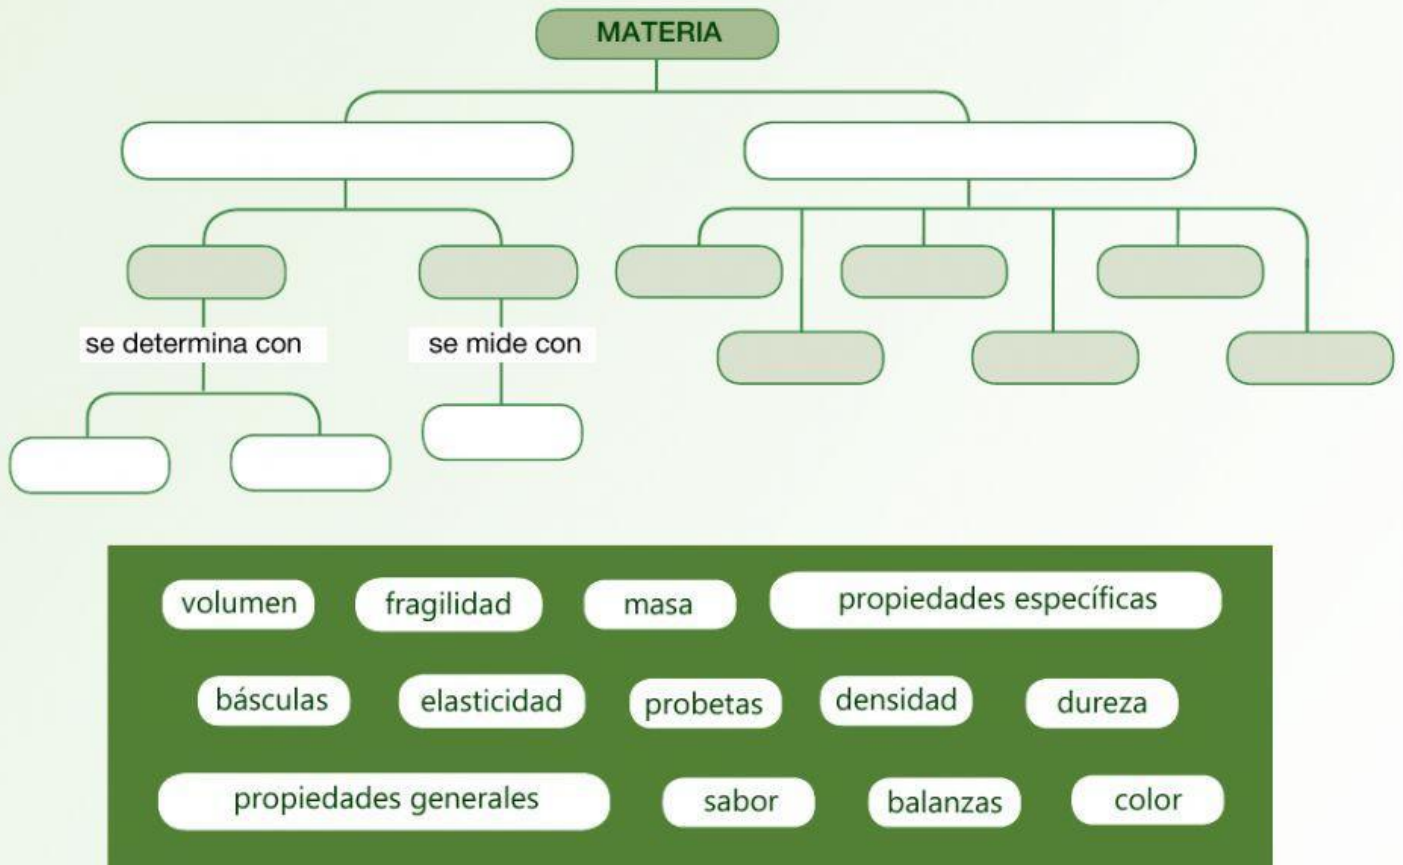 MATERIA
se determina con
se mide con
volumen
fragilidad
masa
propiedades específicas
básculas
elasticidad
probetas
densidad
dureza
propiedades generales
sabor
balanzas
color